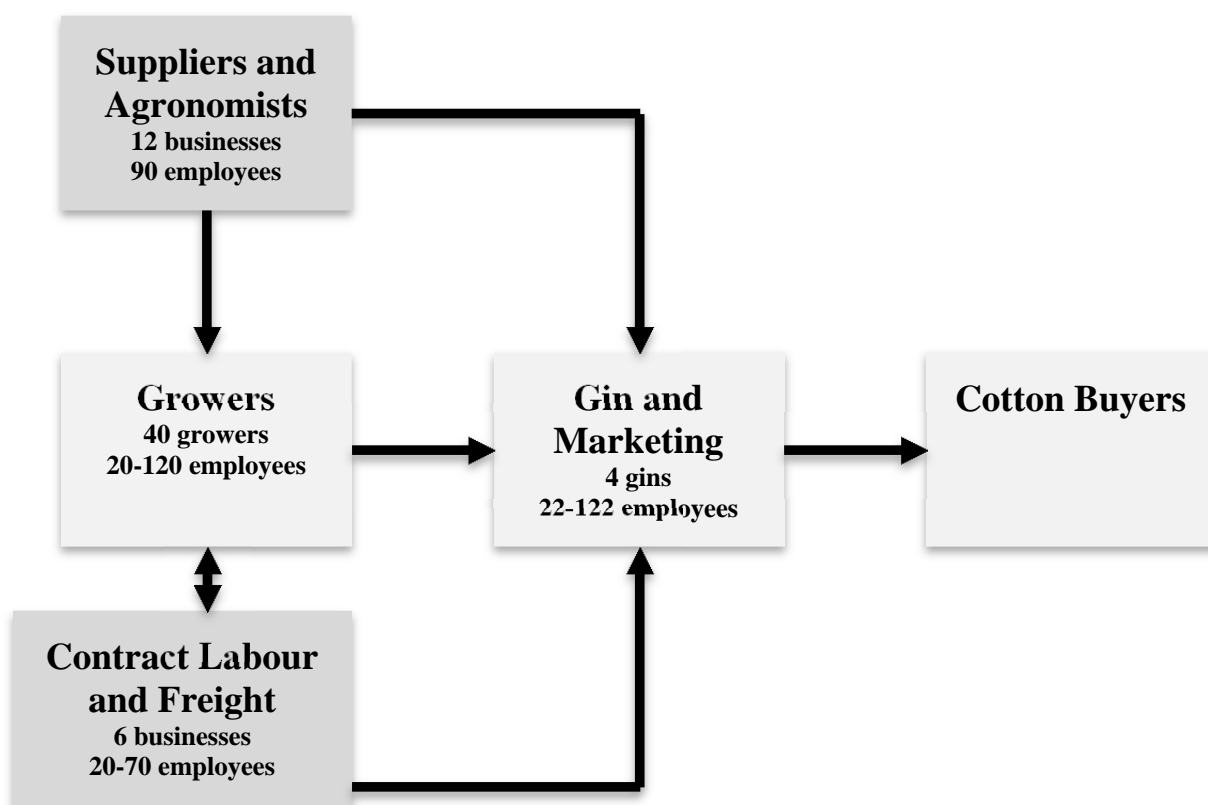 Suppliers and
Agronomists
12 businesses
90 employees
Growers
40 growers
20-120 employees
Gin and
Marketing
4 gins
22-122 employees
Cotton Buyers
Contract Labour
and Freight
6 businesses
20-70 employees